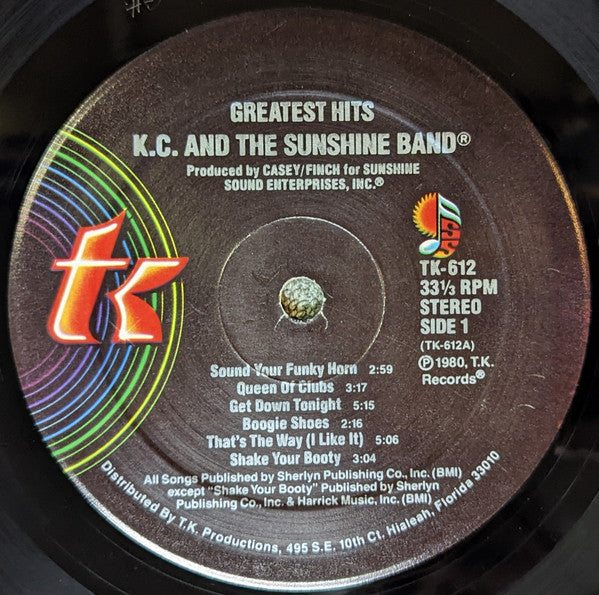 GREATEST HITS
K.C. AND THE SUNSHINE BAND®
Produced by CASEY/FINCH for SUNSHINE
SOUND ENTERPRISES, INC.®
tk
TK-612
33⅓ RPM
STEREO
SIDE 1
(TK-612A)
℗1980, T.K.
Records®
Sound Your Funky Horn 2:59
Queen Of Clubs 3:17
Get Down Tonight 5:15
Boogie Shoes 2:16
That's The Way (I Like It) 5:06
Shake Your Booty 3:04
All Songs Published by Sherlyn Publishing Co., Inc. (BMI)
except "Shake Your Booty" Published by Sherlyn
Publishing Co., Inc. & Harrick Music, Inc. (BMI)
Distributed By T.K. Productions, 495 S.E. 10th Ct. Hialeah, Florida 33010